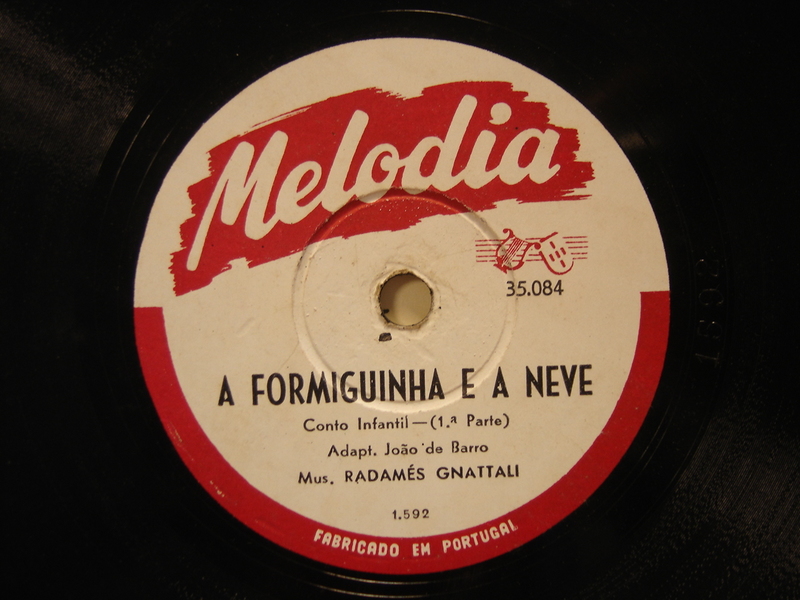 Melodia
35.084
A FORMIGUINHA E A NEVE
Conto Infantil—(1.ª Parte)
Adapt. João de Barro
Mus. RADAMÉS GNATTALI
1.592
FABRICADO EM PORTUGAL